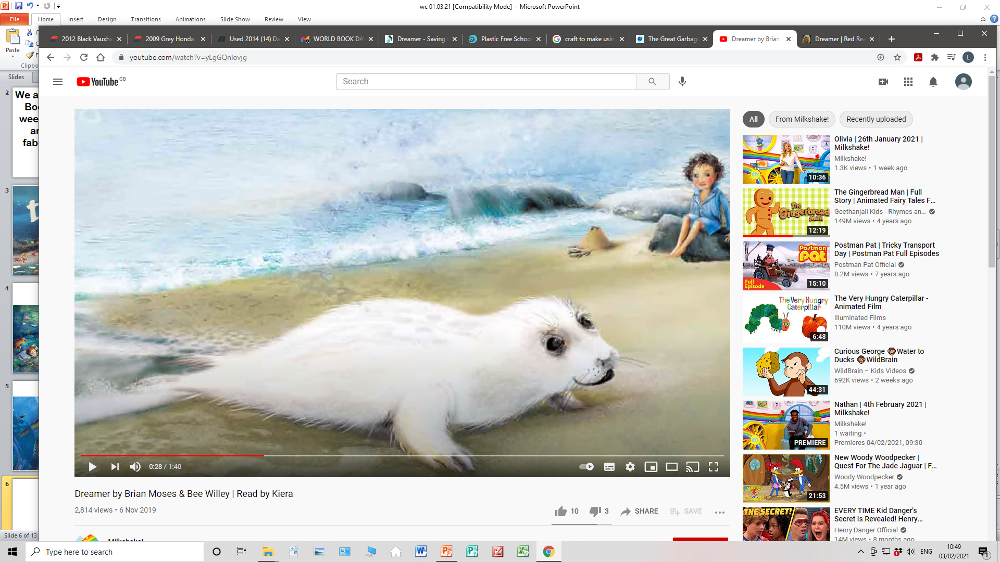 wc 01.03.21 [Compatibility Mode] - Microsoft PowerPoint
File Home Insert Design Transitions Animations Slide Show Review View
Paste
Clipbo
Slides
2012 Black Vauxha
2009 Grey Honda
Used 2014 (14) Da
WORLD BOOK DA
Dreamer - Saving
Plastic Free Schoo
craft to make usin
The Great Garbag
Dreamer by Brian
Dreamer | Red Rea
youtube.com/watch?v=yLgGQnIovjg
L
YouTube GB
Search
2
We a
Boo
wee
ar
fab
3
t
4
5
6
Slide 6 of 13
0:28 / 1:40
Dreamer by Brian Moses & Bee Willey | Read by Kiera
2,814 views • 6 Nov 2019
10 3 SHARE SAVE
Milkshake!
All From Milkshake! Recently uploaded
10:36
Olivia | 26th January 2021 |
Milkshake!
Milkshake!
1.3K views • 1 week ago
The
Gingerbread
Man
12:19
The Gingerbread Man | Full
Story | Animated Fairy Tales F...
Geethanjali Kids - Rhymes an...
149M views • 4 years ago
Postman
Pat
Full
Episode
15:10
Postman Pat | Tricky Transport
Day | Postman Pat Full Episodes
Postman Pat Official
8.2M views • 7 years ago
The Very Hungry
Caterpillar
6:48
The Very Hungry Caterpillar -
Animated Film
Illuminated Films
110M views • 4 years ago
44:31
Curious George 🐵Water to
Ducks 🐵WildBrain
WildBrain – Kids Videos
692K views • 2 weeks ago
PREMIERE
Nathan | 4th February 2021 |
Milkshake!
Milkshake!
1 waiting •
Premieres 04/02/2021, 09:30
WOODY
WOODPECKER
21:53
New Woody Woodpecker |
Quest For The Jade Jaguar | F...
Woody Woodpecker
4.5M views • 1 year ago
THE SECRET!
EVERY TIME Kid Danger's
Secret Is Revealed! Henry...
Henry Danger Official
14M views • 8 months ago
Type here to search
ENG
10:49
03/02/2021
1